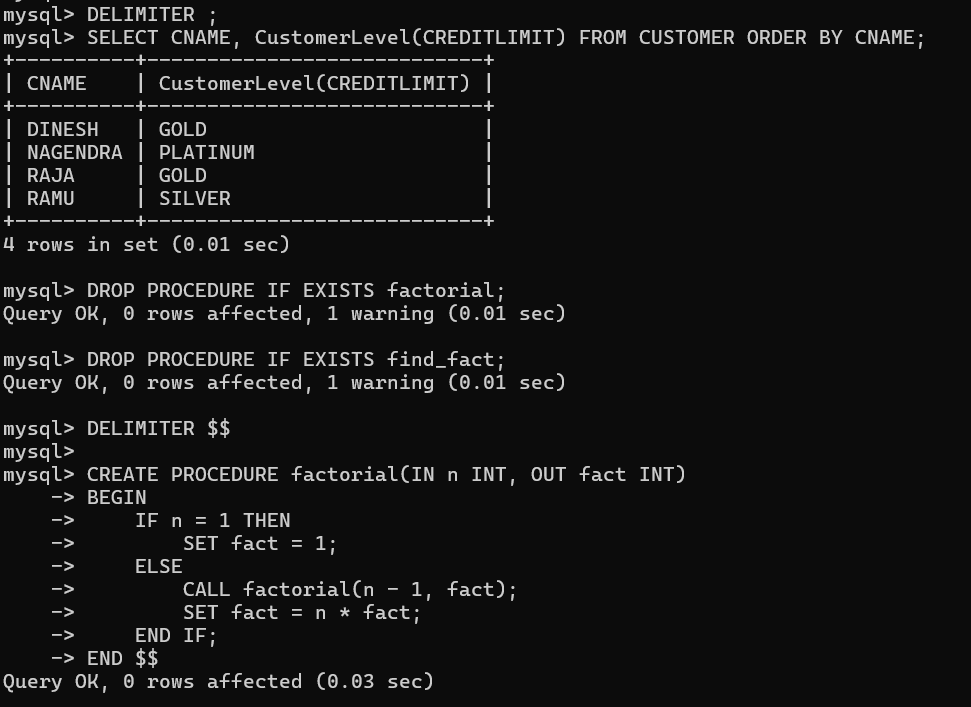 mysql> DELIMITER ;
mysql> SELECT CNAME, CustomerLevel(CREDITLIMIT) FROM CUSTOMER ORDER BY CNAME;
+----------+----------------------------+
| CNAME    | CustomerLevel(CREDITLIMIT) |
+----------+----------------------------+
| DINESH   | GOLD                       |
| NAGENDRA | PLATINUM                   |
| RAJA     | GOLD                       |
| RAMU     | SILVER                     |
+----------+----------------------------+
4 rows in set (0.01 sec)

mysql> DROP PROCEDURE IF EXISTS factorial;
Query OK, 0 rows affected, 1 warning (0.01 sec)

mysql> DROP PROCEDURE IF EXISTS find_fact;
Query OK, 0 rows affected, 1 warning (0.01 sec)

mysql> DELIMITER $$
mysql>
mysql> CREATE PROCEDURE factorial(IN n INT, OUT fact INT)
    -> BEGIN
    ->     IF n = 1 THEN
    ->         SET fact = 1;
    ->     ELSE
    ->         CALL factorial(n - 1, fact);
    ->         SET fact = n * fact;
    ->     END IF;
    -> END $$
Query OK, 0 rows affected (0.03 sec)